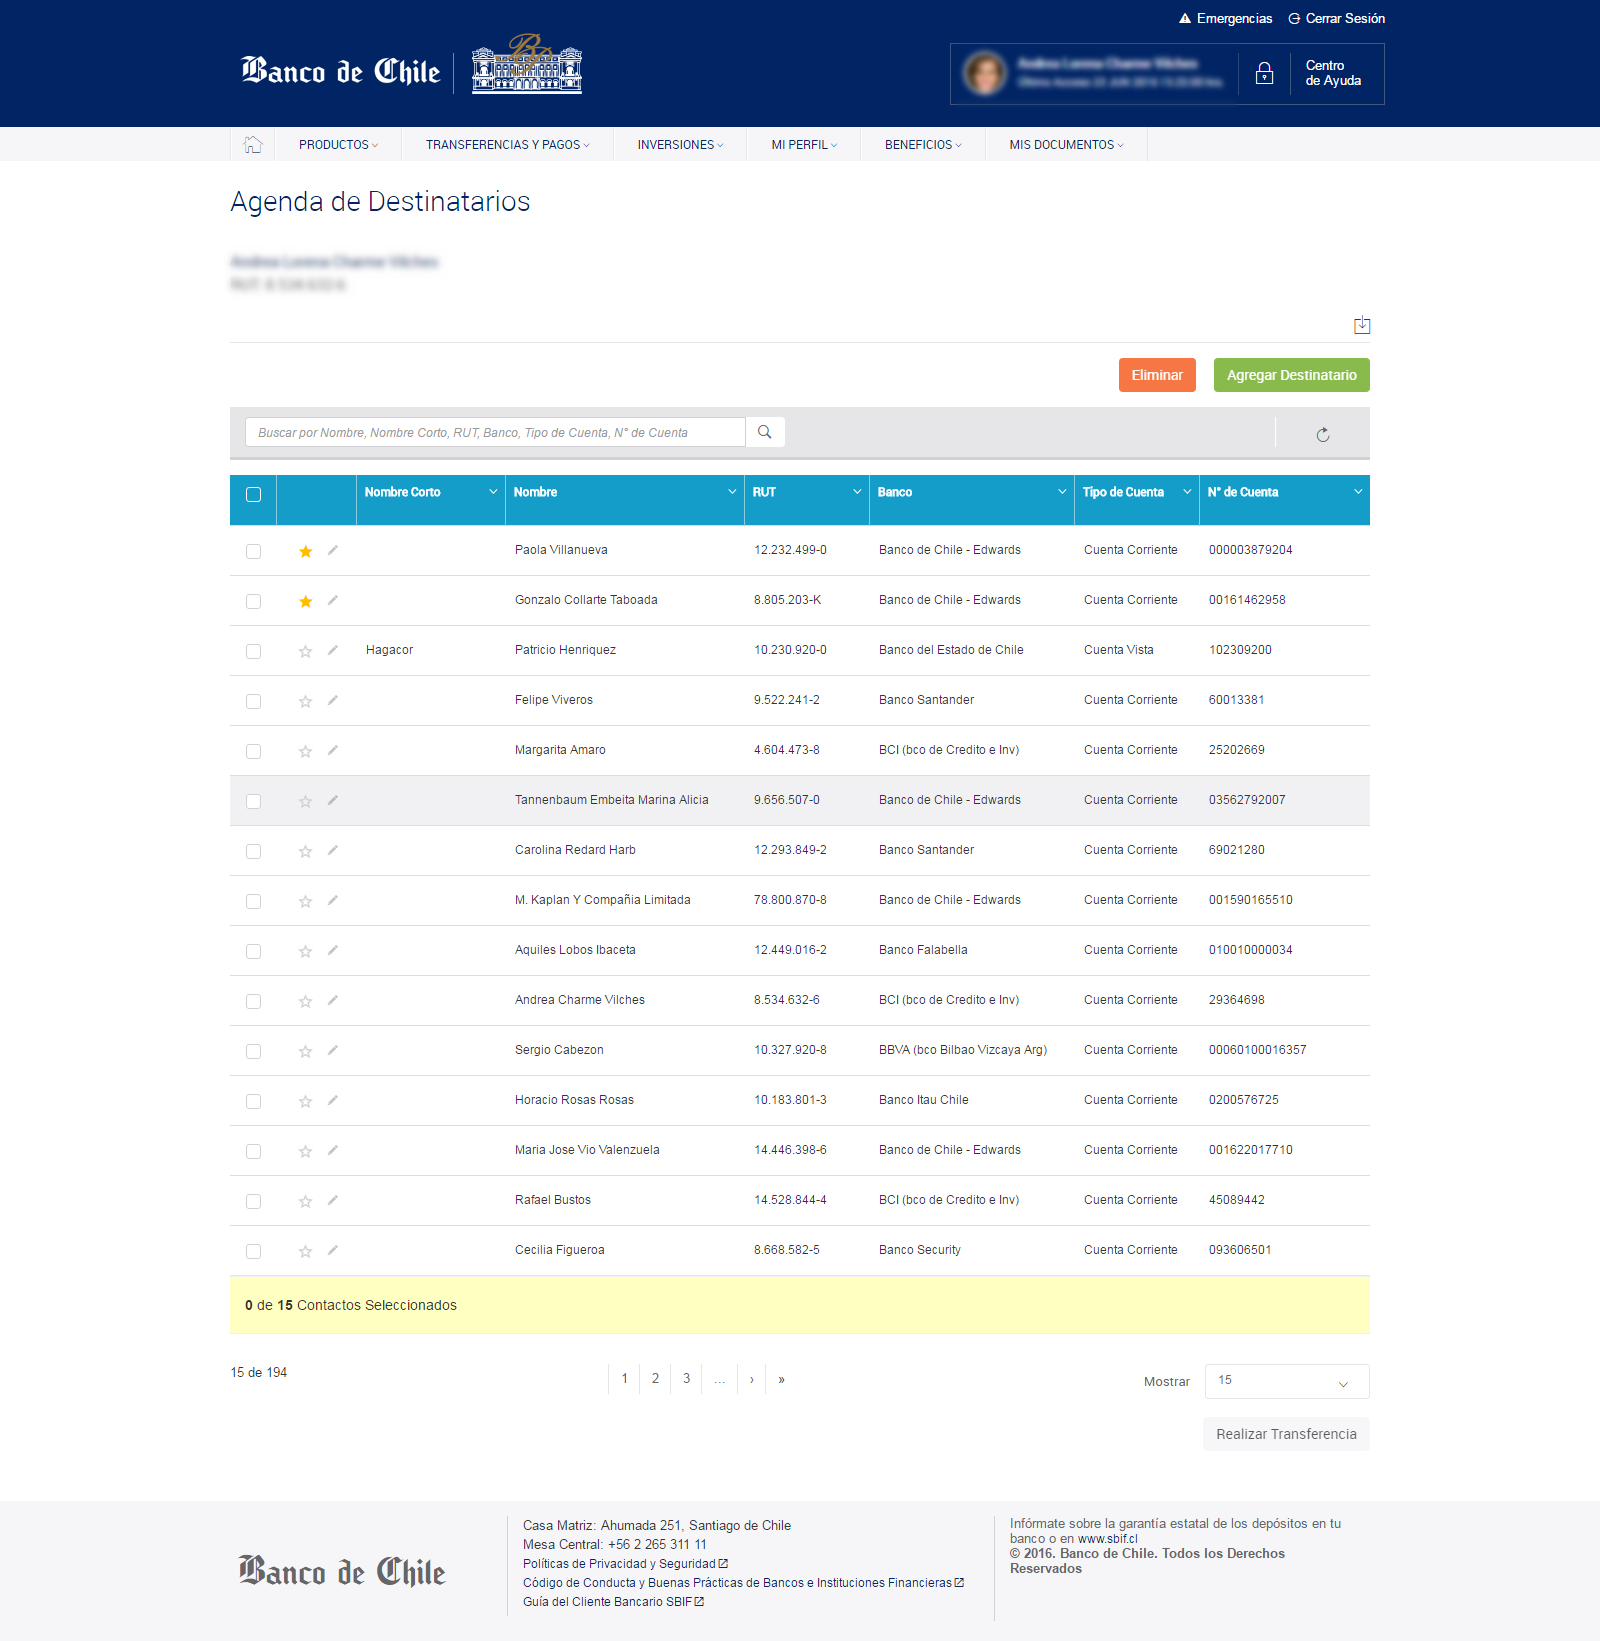 Emergencias Cerrar Sesión
Banco de Chile
Centro
de Ayuda
PRODUCTOS TRANSFERENCIAS Y PAGOS INVERSIONES MI PERFIL BENEFICIOS MIS DOCUMENTOS
Agenda de Destinatarios
Eliminar Agregar Destinatario
Buscar por Nombre, Nombre Corto, RUT, Banco, Tipo de Cuenta, N° de Cuenta
Nombre Corto Nombre RUT Banco Tipo de Cuenta N° de Cuenta
Paola Villanueva 12.232.499-0 Banco de Chile - Edwards Cuenta Corriente 000003879204
Gonzalo Collarte Taboada 8.805.203-K Banco de Chile - Edwards Cuenta Corriente 00161462958
Hagacor Patricio Henriquez 10.230.920-0 Banco del Estado de Chile Cuenta Vista 102309200
Felipe Viveros 9.522.241-2 Banco Santander Cuenta Corriente 60013381
Margarita Amaro 4.604.473-8 BCI (bco de Credito e Inv) Cuenta Corriente 25202669
Tannenbaum Embeita Marina Alicia 9.656.507-0 Banco de Chile - Edwards Cuenta Corriente 03562792007
Carolina Redard Harb 12.293.849-2 Banco Santander Cuenta Corriente 69021280
M. Kaplan Y Compañia Limitada 78.800.870-8 Banco de Chile - Edwards Cuenta Corriente 001590165510
Aquiles Lobos Ibaceta 12.449.016-2 Banco Falabella Cuenta Corriente 010010000034
Andrea Charme Vilches 8.534.632-6 BCI (bco de Credito e Inv) Cuenta Corriente 29364698
Sergio Cabezon 10.327.920-8 BBVA (bco Bilbao Vizcaya Arg) Cuenta Corriente 00060100016357
Horacio Rosas Rosas 10.183.801-3 Banco Itau Chile Cuenta Corriente 0200576725
Maria Jose Vio Valenzuela 14.446.398-6 Banco de Chile - Edwards Cuenta Corriente 001622017710
Rafael Bustos 14.528.844-4 BCI (bco de Credito e Inv) Cuenta Corriente 45089442
Cecilia Figueroa 8.668.582-5 Banco Security Cuenta Corriente 093606501
0 de 15 Contactos Seleccionados
15 de 194 1 2 3 ... › » Mostrar 15
Realizar Transferencia
Banco de Chile
Casa Matriz: Ahumada 251, Santiago de Chile
Mesa Central: +56 2 265 311 11
Políticas de Privacidad y Seguridad
Código de Conducta y Buenas Prácticas de Bancos e Instituciones Financieras
Guía del Cliente Bancario SBIF
Infórmate sobre la garantía estatal de los depósitos en tu
banco o en www.sbif.cl
© 2016. Banco de Chile. Todos los Derechos
Reservados